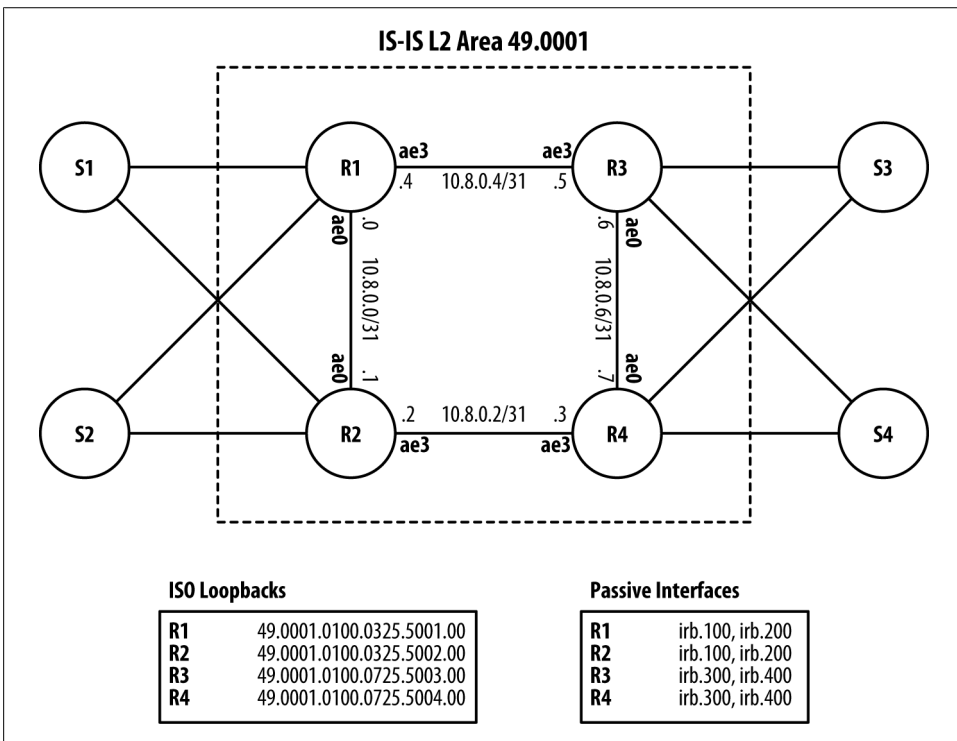 IS-IS L2 Area 49.0001
S1
R1
ae3
ae3
R3
S3
.4
10.8.0.4/31
.5
ae0
.0
.6
ae0
10.8.0.0/31
10.8.0.6/31
ae0
.1
.7
ae0
S2
R2
.2
10.8.0.2/31
.3
R4
S4
ae3
ae3
ISO Loopbacks
R1 49.0001.0100.0325.5001.00
R2 49.0001.0100.0325.5002.00
R3 49.0001.0100.0725.5003.00
R4 49.0001.0100.0725.5004.00
Passive Interfaces
R1 irb.100, irb.200
R2 irb.100, irb.200
R3 irb.300, irb.400
R4 irb.300, irb.400